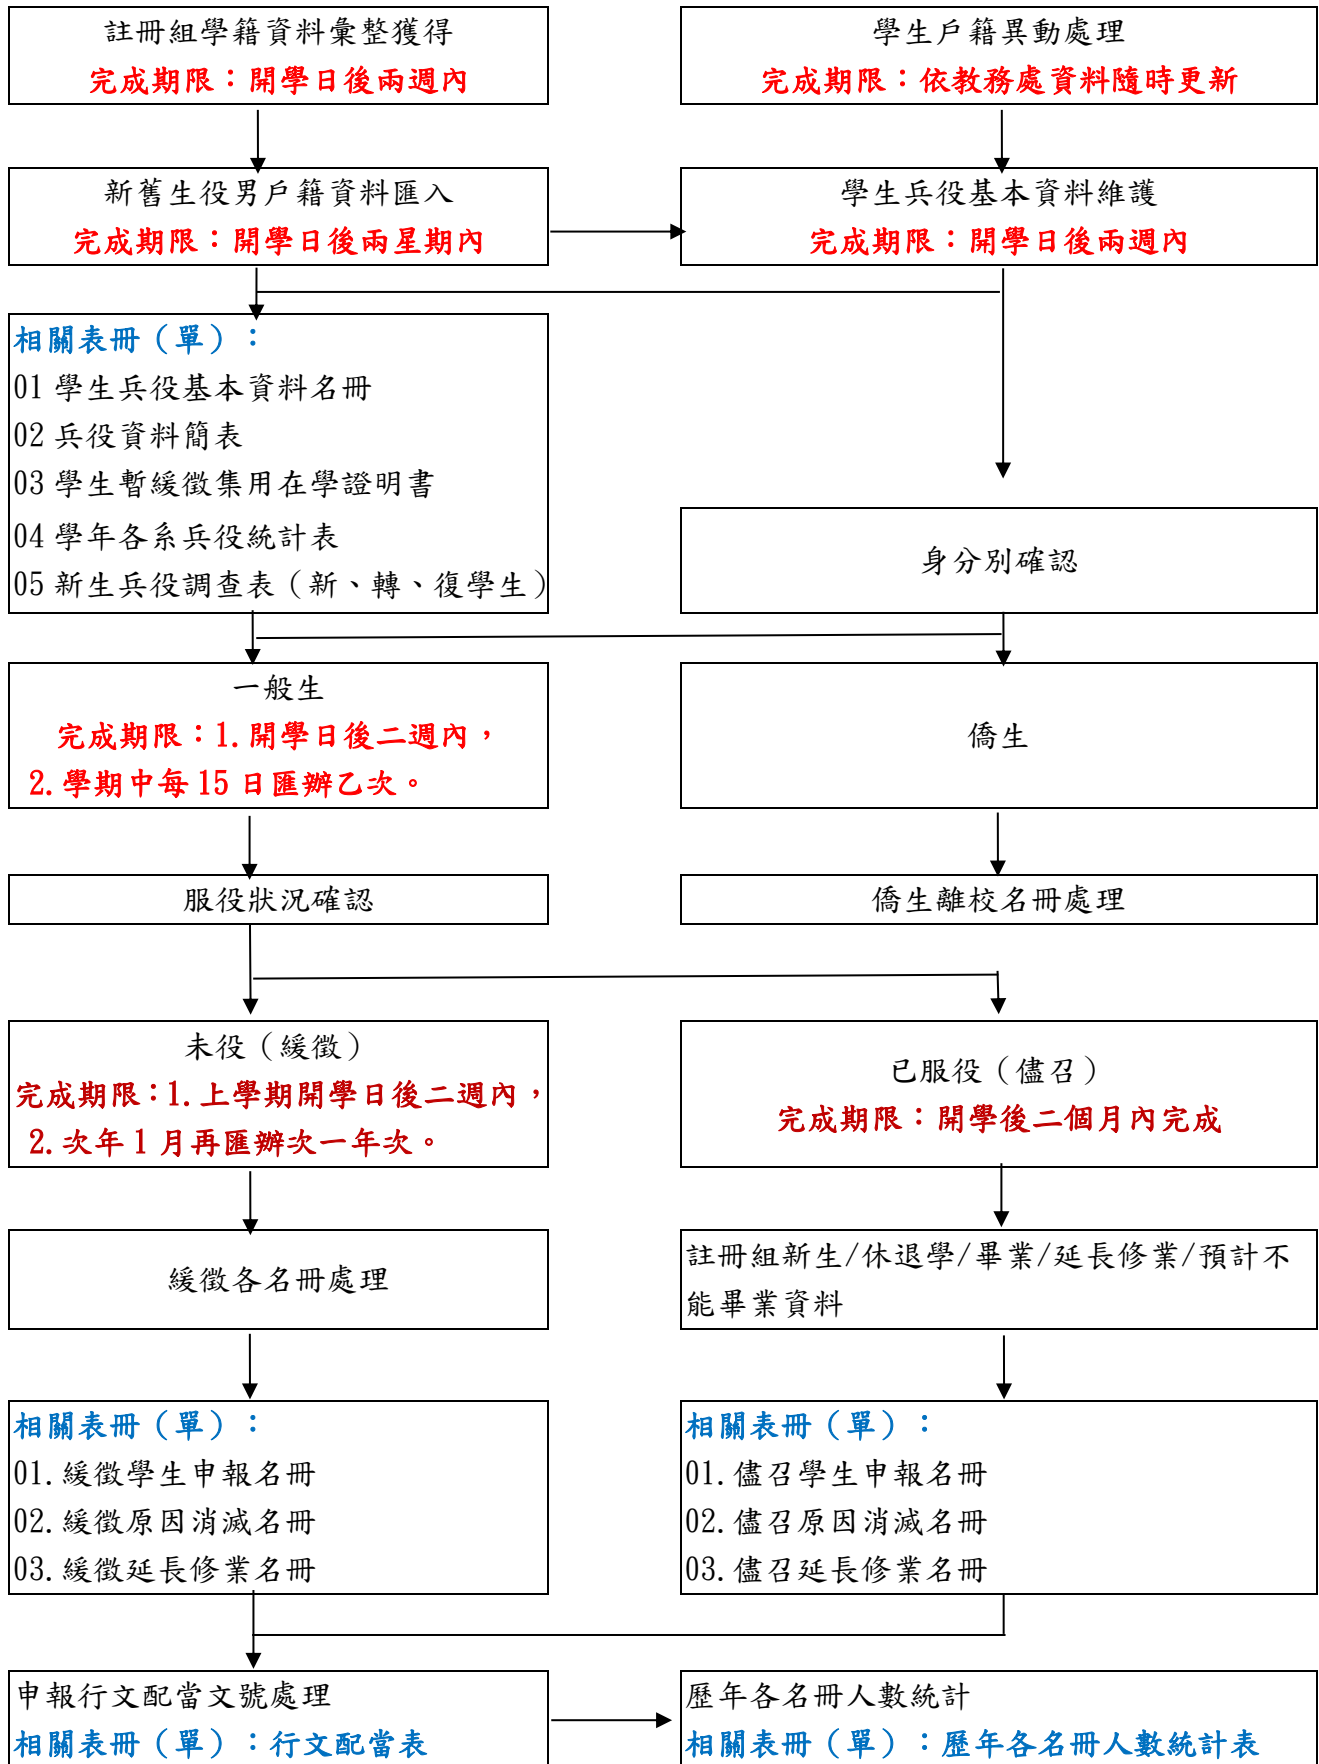 註冊組學籍資料彙整獲得
完成期限：開學日後兩週內
學生戶籍異動處理
完成期限：依教務處資料隨時更新
新舊生役男戶籍資料匯入
完成期限：開學日後兩星期內
學生兵役基本資料維護
完成期限：開學日後兩週內
相關表冊（單）：
01 學生兵役基本資料名冊
02 兵役資料簡表
03 學生暫緩徵集用在學證明書
04 學年各系兵役統計表
05 新生兵役調查表（新、轉、復學生）
身分別確認
一般生
完成期限：1.開學日後二週內，
2.學期中每 15 日匯辦乙次。
僑生
服役狀況確認
僑生離校名冊處理
未役（緩徵）
完成期限：1.上學期開學日後二週內，
2.次年 1 月再匯辦次一年次。
已服役（儘召）
完成期限：開學後二個月內完成
緩徵各名冊處理
註冊組新生/休退學/畢業/延長修業/預計不
能畢業資料
相關表冊（單）：
01.緩徵學生申報名冊
02.緩徵原因消滅名冊
03.緩徵延長修業名冊
相關表冊（單）：
01.儘召學生申報名冊
02.儘召原因消滅名冊
03.儘召延長修業名冊
申報行文配當文號處理
相關表冊（單）：行文配當表
歷年各名冊人數統計
相關表冊（單）：歷年各名冊人數統計表